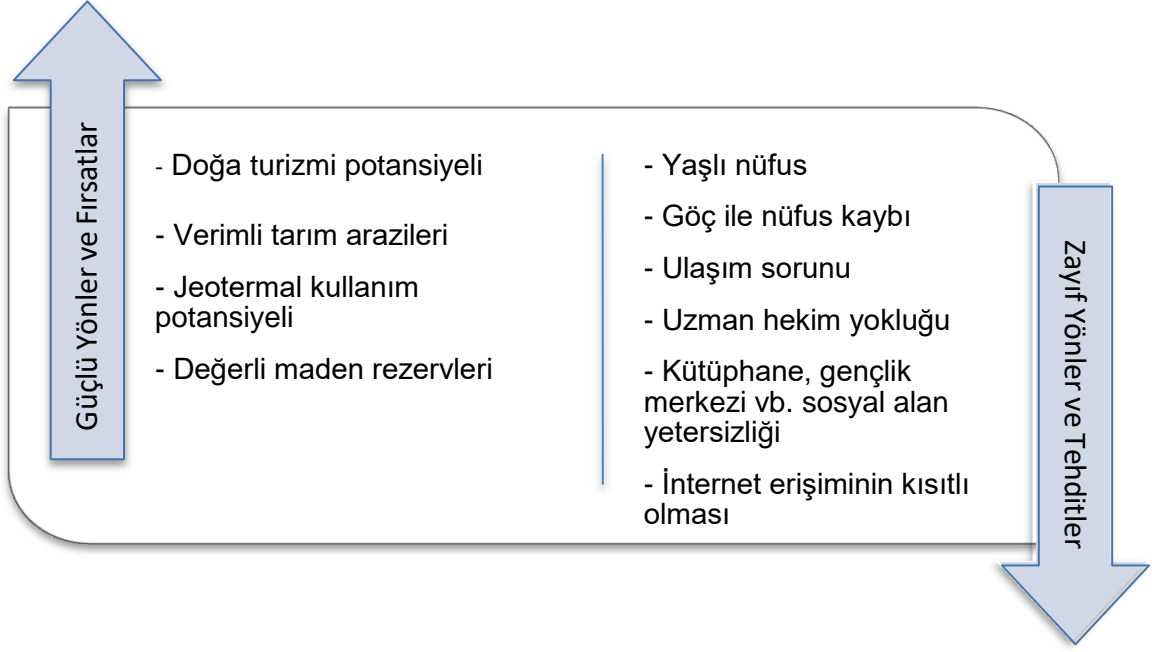 Güçlü Yönler ve Fırsatlar
- Doğa turizmi potansiyeli
- Verimli tarım arazileri
- Jeotermal kullanım
potansiyeli
- Değerli maden rezervleri
- Yaşlı nüfus
- Göç ile nüfus kaybı
- Ulaşım sorunu
- Uzman hekim yokluğu
- Kütüphane, gençlik
merkezi vb. sosyal alan
yetersizliği
- İnternet erişiminin kısıtlı
olması
Zayıf Yönler ve Tehditler